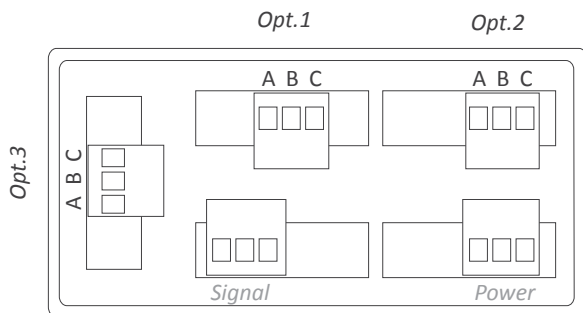 Opt.1
Opt.2
A B C
A B C
Opt.3
A B C
Signal
Power